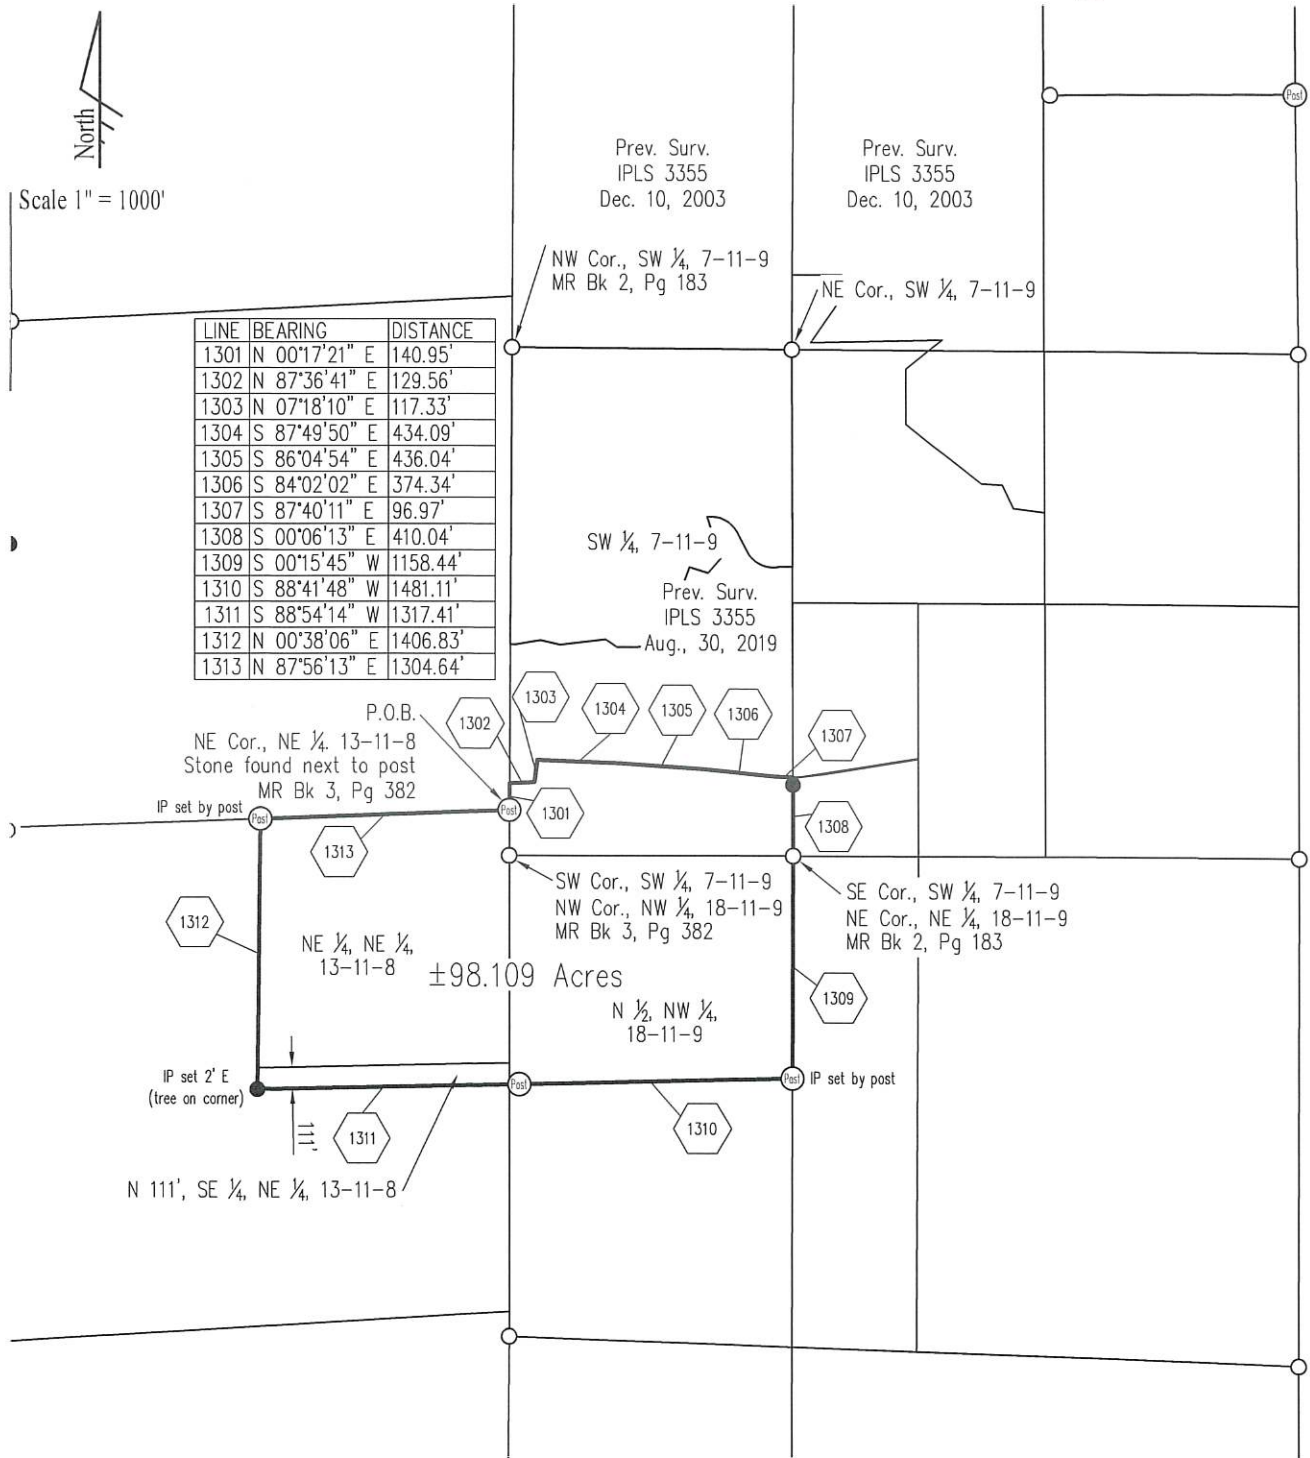 North
Scale 1" = 1000'
Post
Prev. Surv.
IPLS 3355
Dec. 10, 2003
Prev. Surv.
IPLS 3355
Dec. 10, 2003
NW Cor., SW ¼, 7-11-9
MR Bk 2, Pg 183
NE Cor., SW ¼, 7-11-9
LINE BEARING DISTANCE
1301 N 00°17'21" E 140.95'
1302 N 87°36'41" E 129.56'
1303 N 07°18'10" E 117.33'
1304 S 87°49'50" E 434.09'
1305 S 86°04'54" E 436.04'
1306 S 84°02'02" E 374.34'
1307 S 87°40'11" E 96.97'
1308 S 00°06'13" E 410.04'
1309 S 00°15'45" W 1158.44'
1310 S 88°41'48" W 1481.11'
1311 S 88°54'14" W 1317.41'
1312 N 00°38'06" E 1406.83'
1313 N 87°56'13" E 1304.64'
SW ¼, 7-11-9
Prev. Surv.
IPLS 3355
Aug., 30, 2019
P.O.B.
NE Cor., NE ¼. 13-11-8
Stone found next to post
MR Bk 3, Pg 382
1302
1303
1304
1305
1306
1307
IP set by post
Post
Post
1301
1308
1313
SW Cor., SW ¼, 7-11-9
NW Cor., NW ¼, 18-11-9
MR Bk 3, Pg 382
SE Cor., SW ¼, 7-11-9
NE Cor., NE ¼, 18-11-9
MR Bk 2, Pg 183
1312
NE ¼, NE ¼,
13-11-8
±98.109 Acres
N ½, NW ¼,
18-11-9
1309
IP set 2' E
(tree on corner)
Post
Post
IP set by post
111'
1311
1310
N 111', SE ¼, NE ¼, 13-11-8